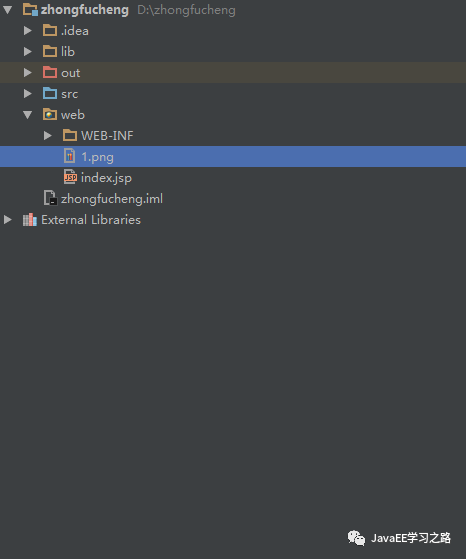 zhongfucheng D:\zhongfucheng
.idea
lib
out
src
web
WEB-INF
1.png
JSP index.jsp
zhongfucheng.iml
External Libraries
JavaEE学习之路